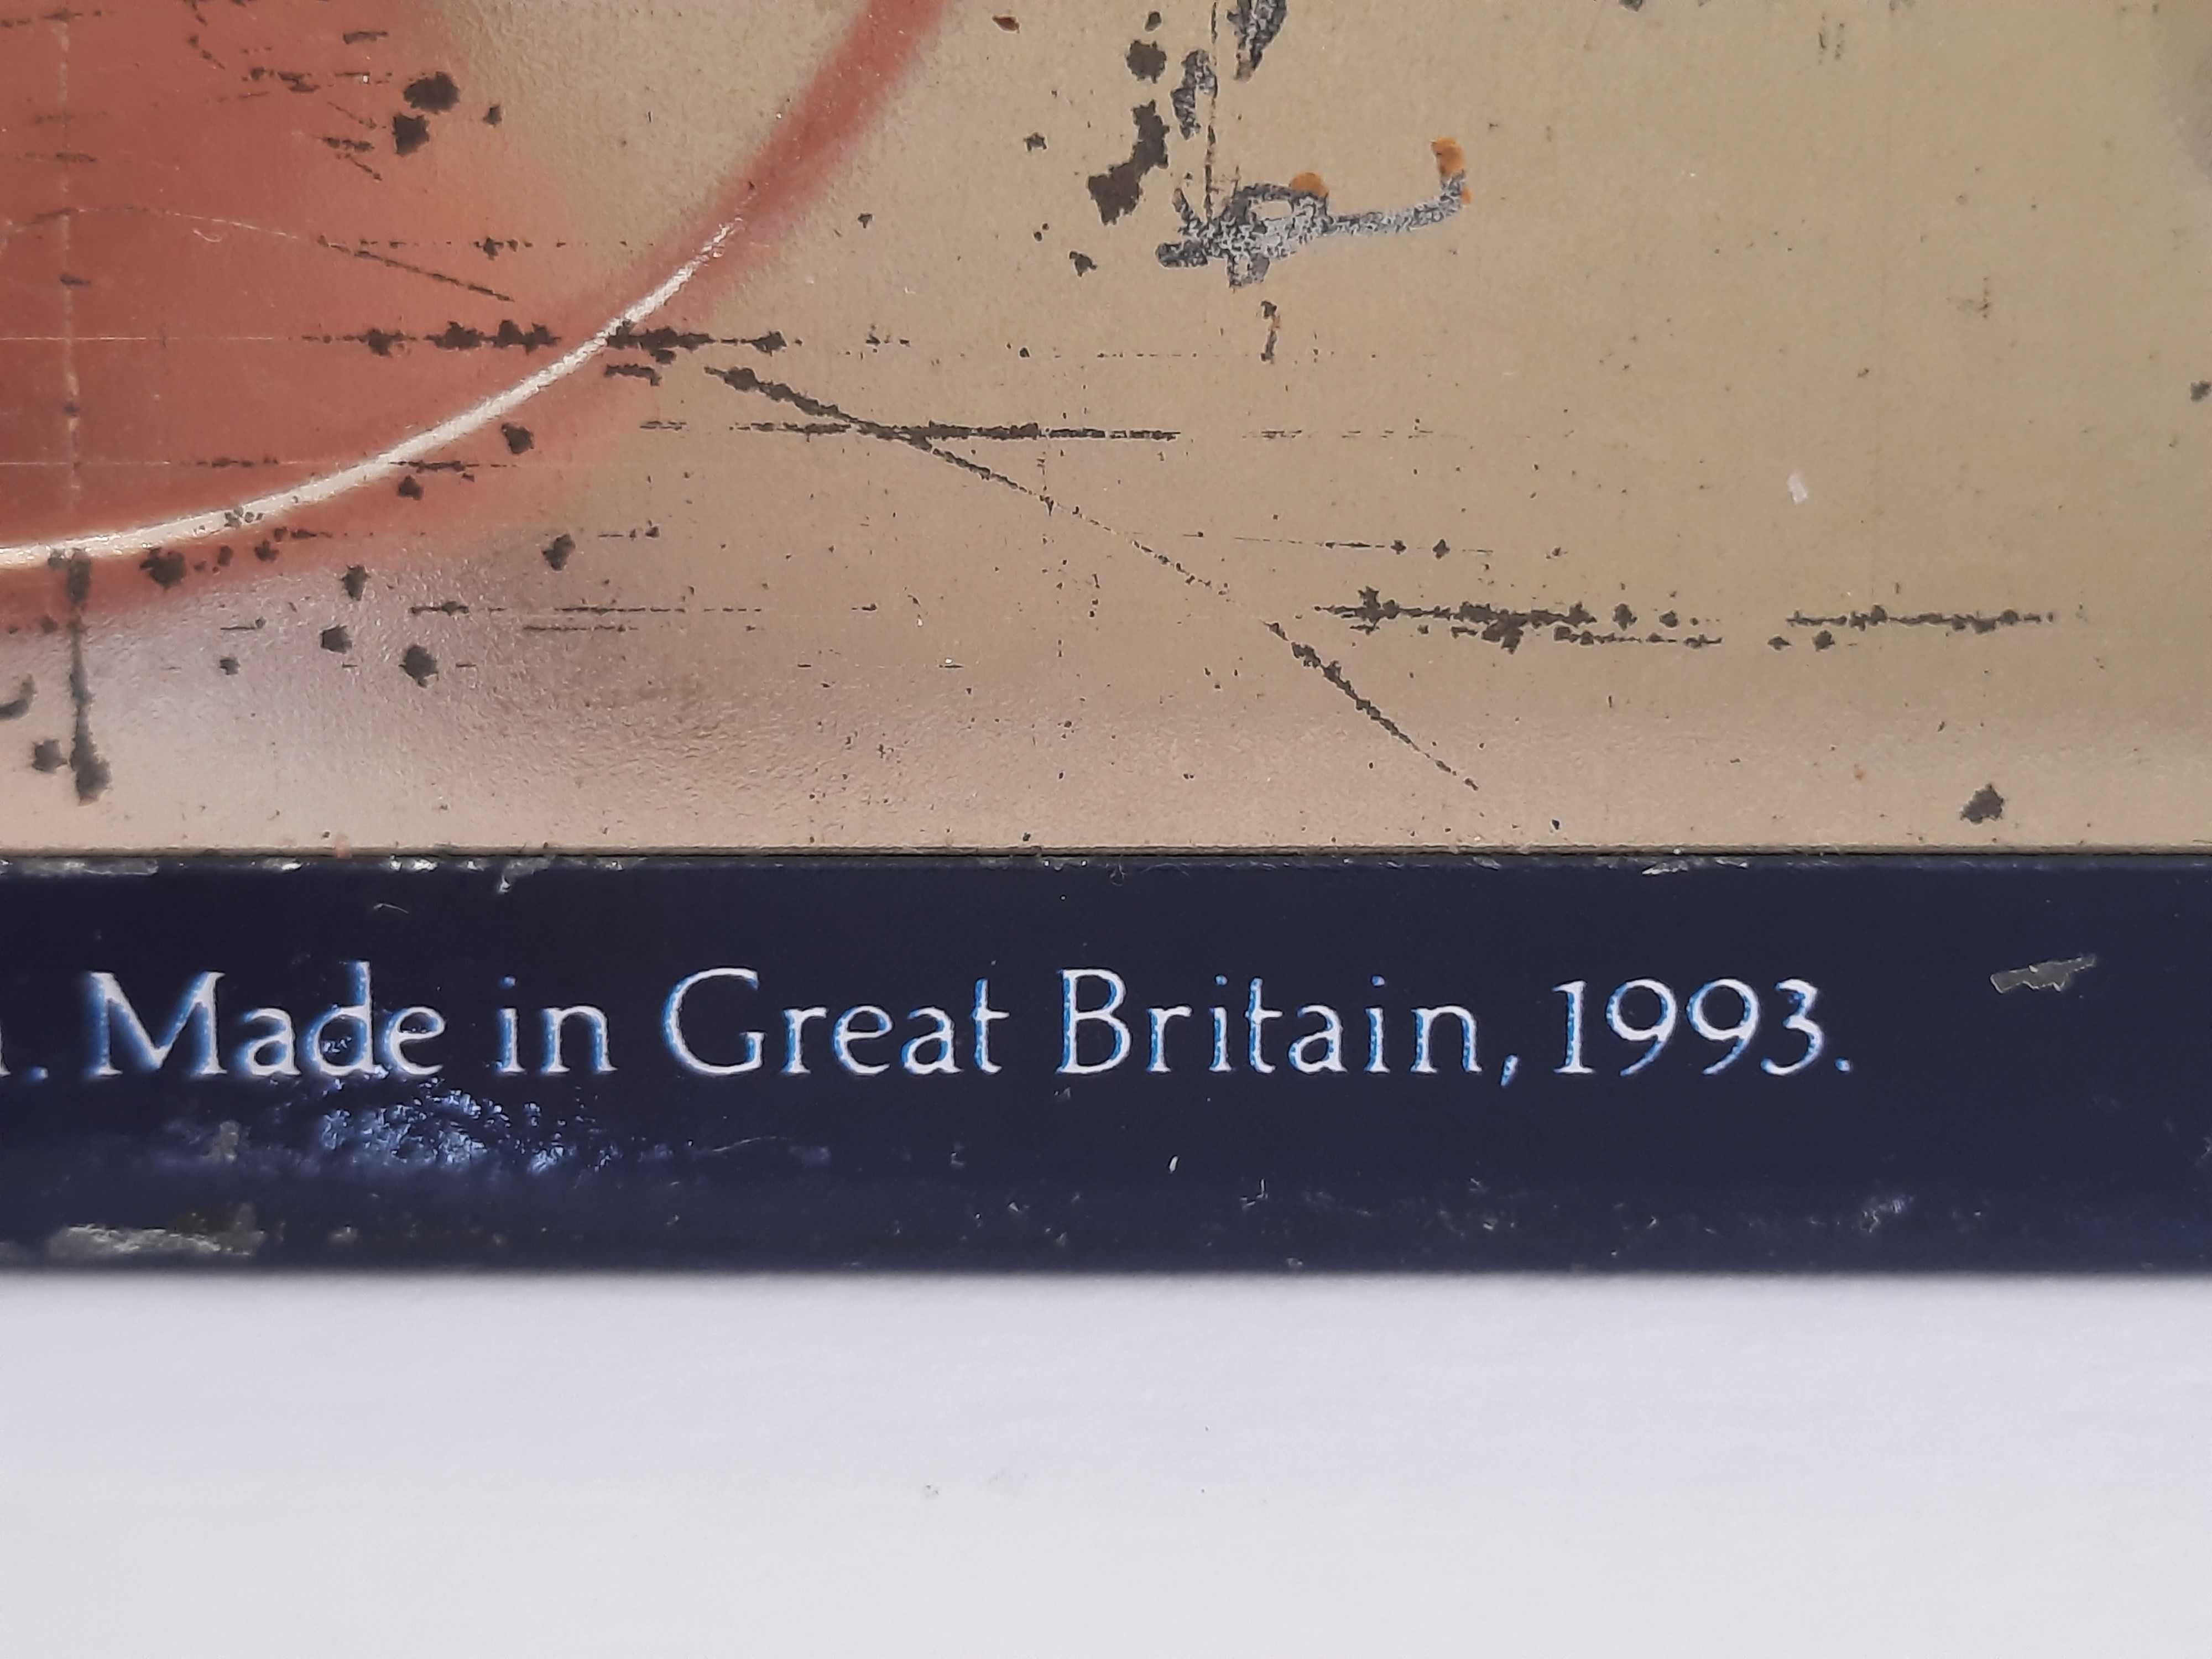 . Made in Great Britain, 1993.